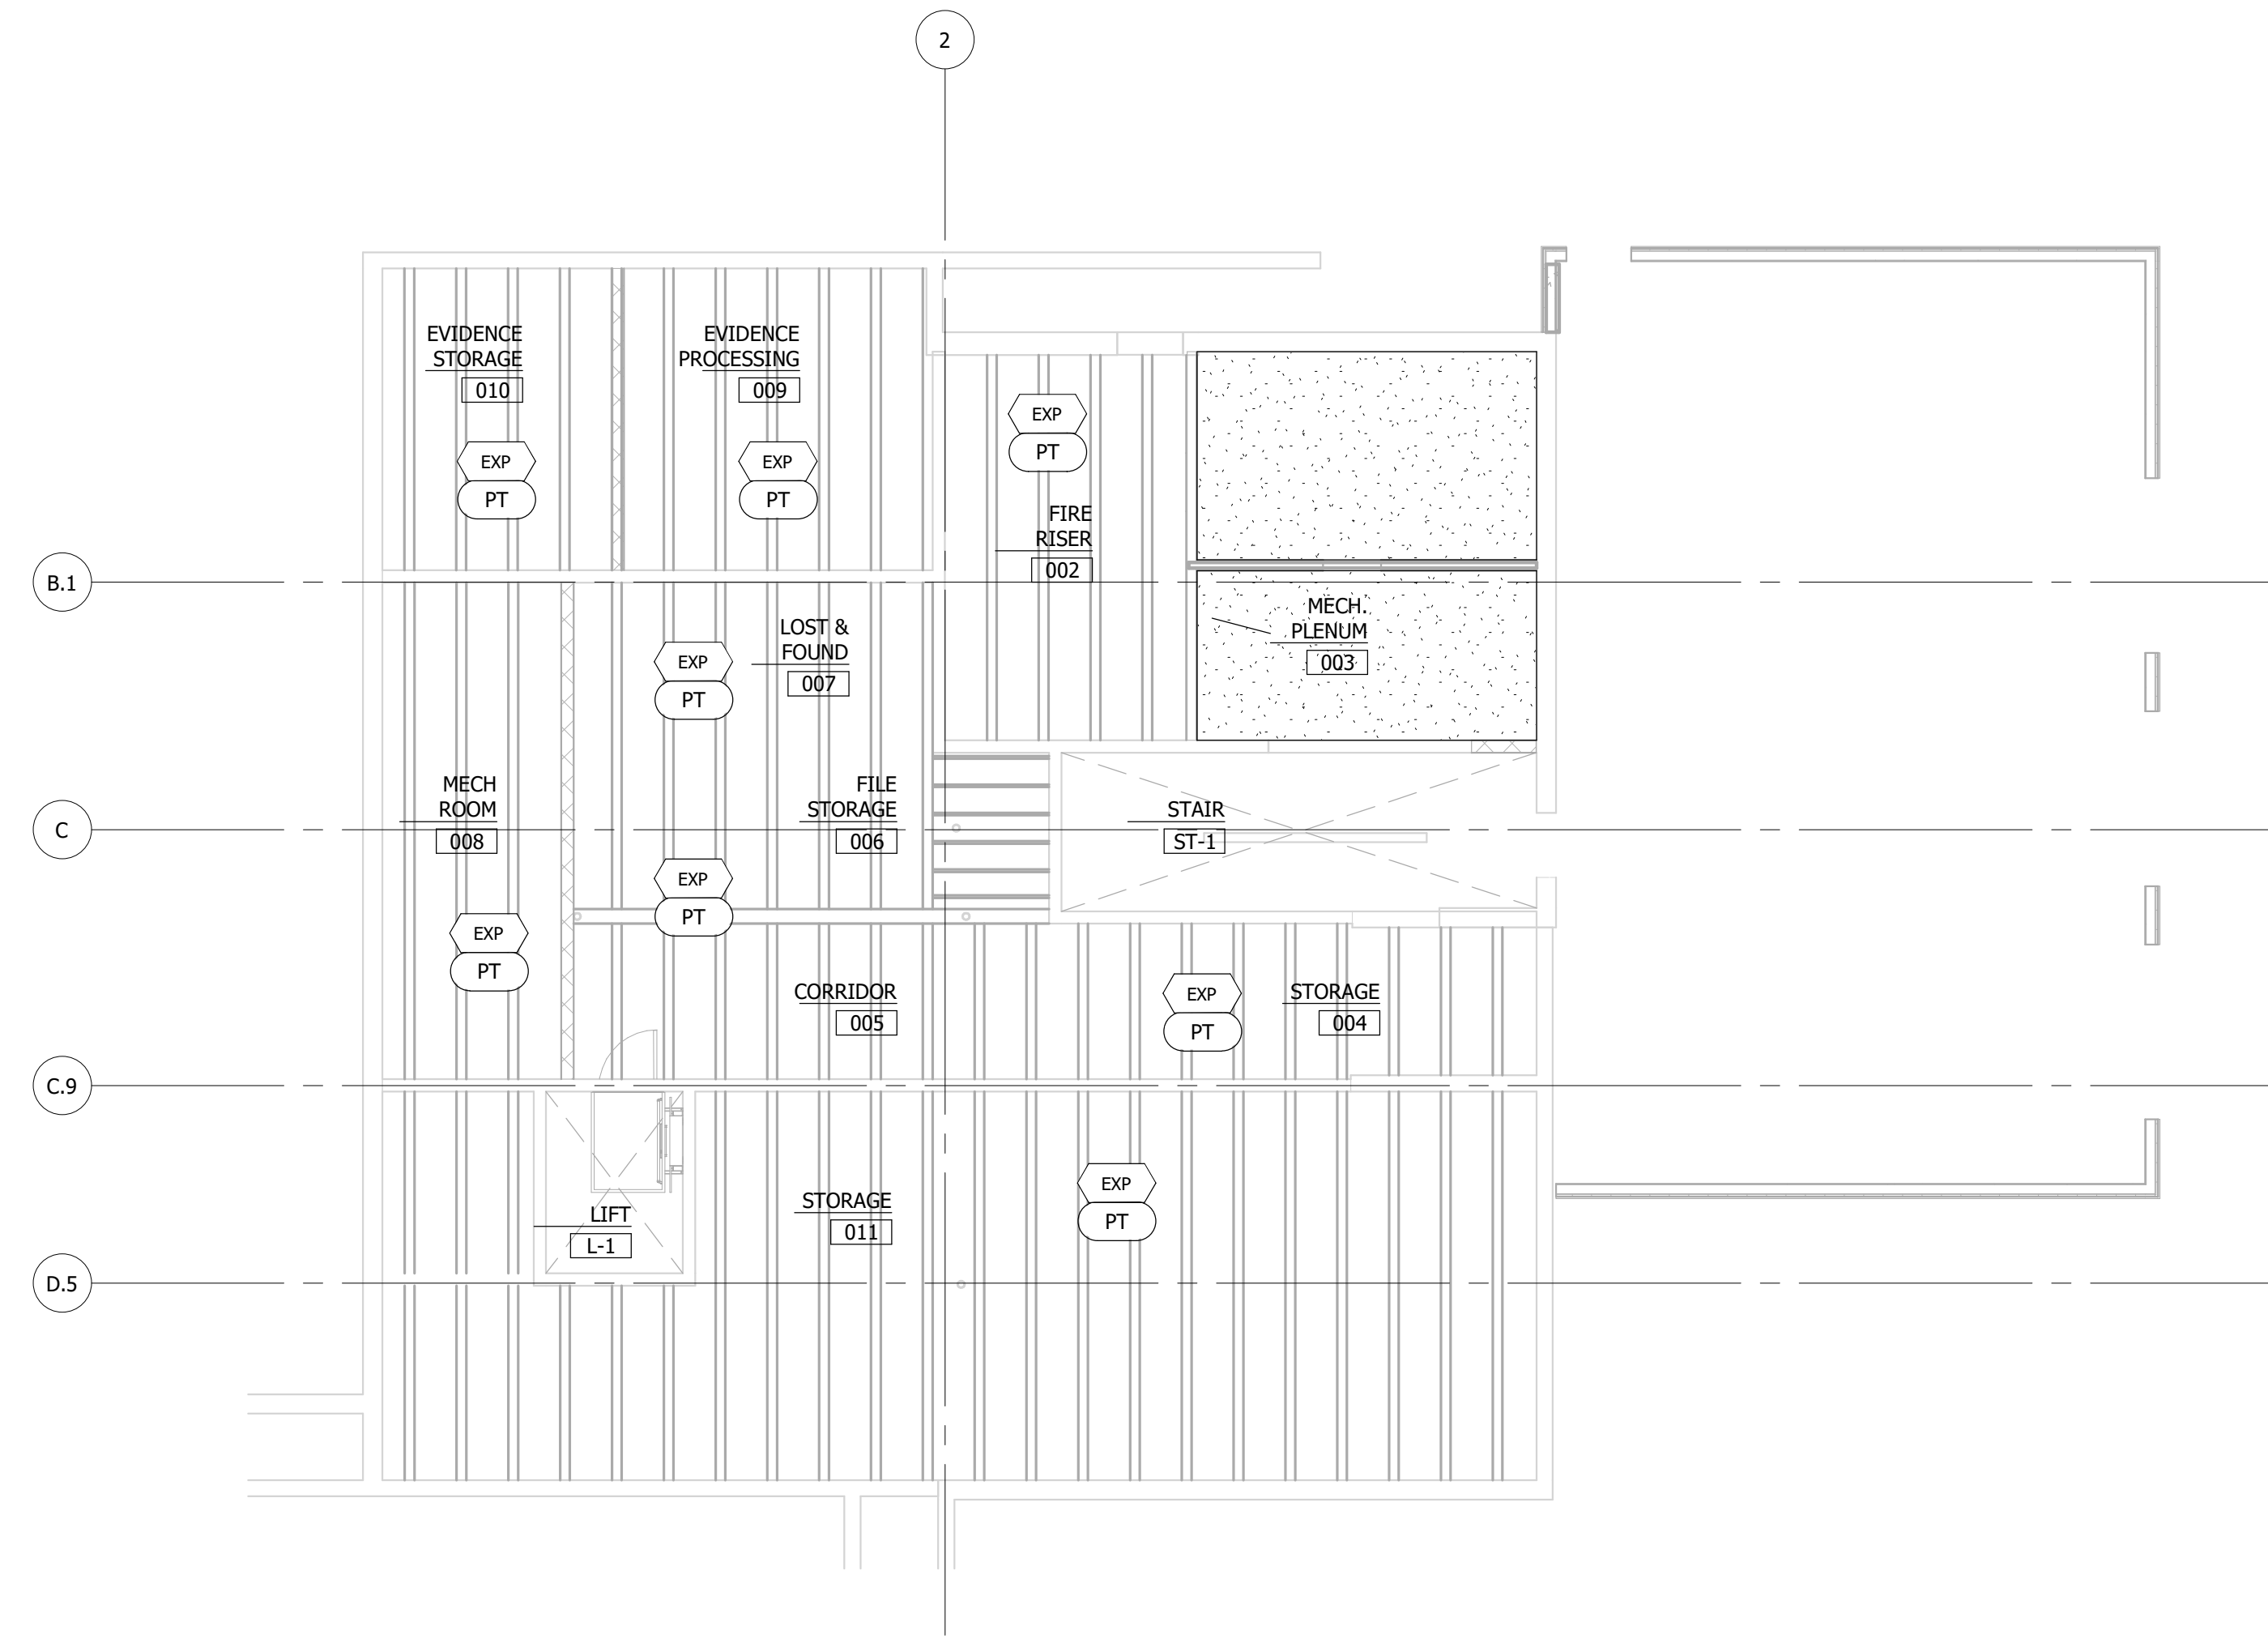 2
EVIDENCE
STORAGE
010
EVIDENCE
PROCESSING
009
EXP
PT
EXP
PT
EXP
PT
FIRE
RISER
002
B.1
MECH.
PLENUM
003
LOST &
FOUND
007
EXP
PT
MECH
ROOM
008
FILE
STORAGE
006
STAIR
ST-1
C
EXP
PT
EXP
PT
CORRIDOR
005
EXP
PT
STORAGE
004
C.9
EXP
PT
STORAGE
011
LIFT
L-1
D.5